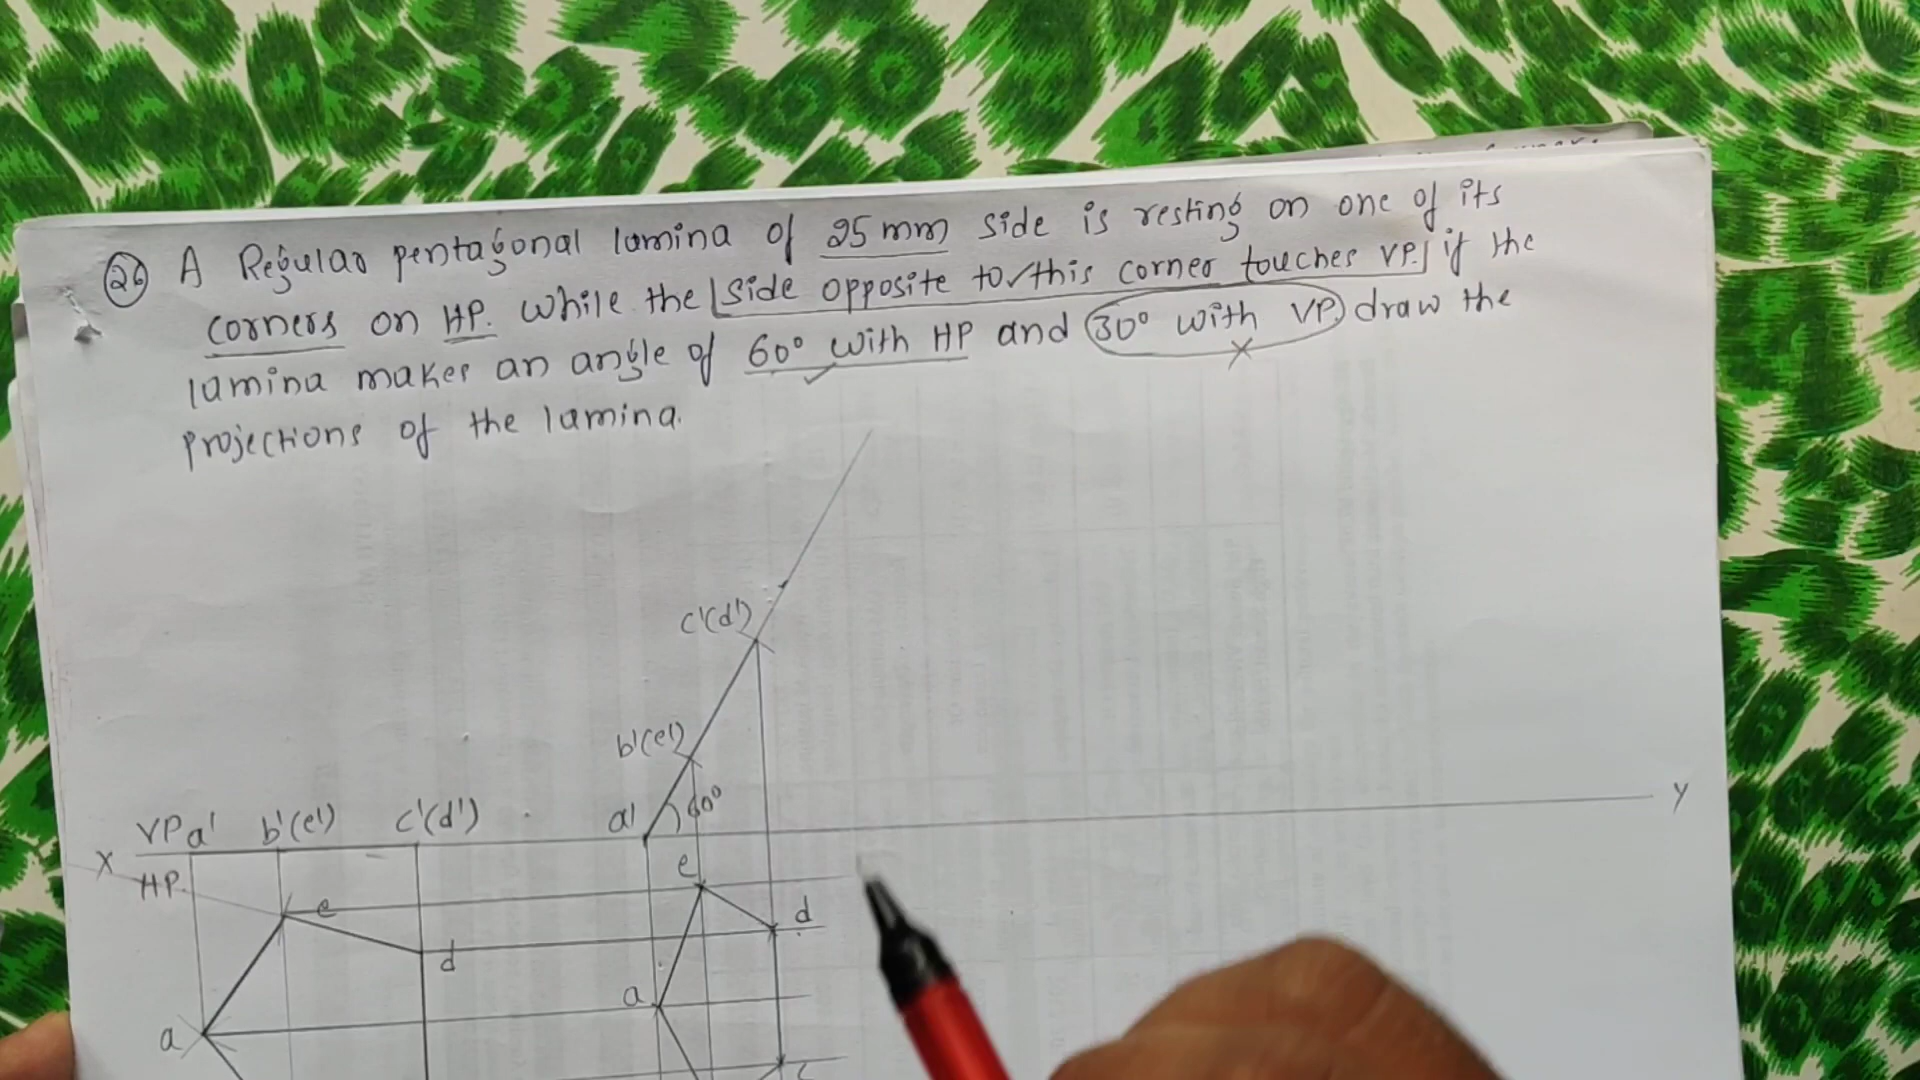 26 A Regular pentagonal lamina of 25 mm side is resting on one of its
corners on HP. while the side opposite to this corner touches VP. if the
lamina makes an angle of 60° with HP and 30° with VP. draw the
projections of the lamina.
c'(d')
b'(e')
a' 60°
VP a' b'(e') c'(d')
X Y
HP
e
e
d
d
a
a
c